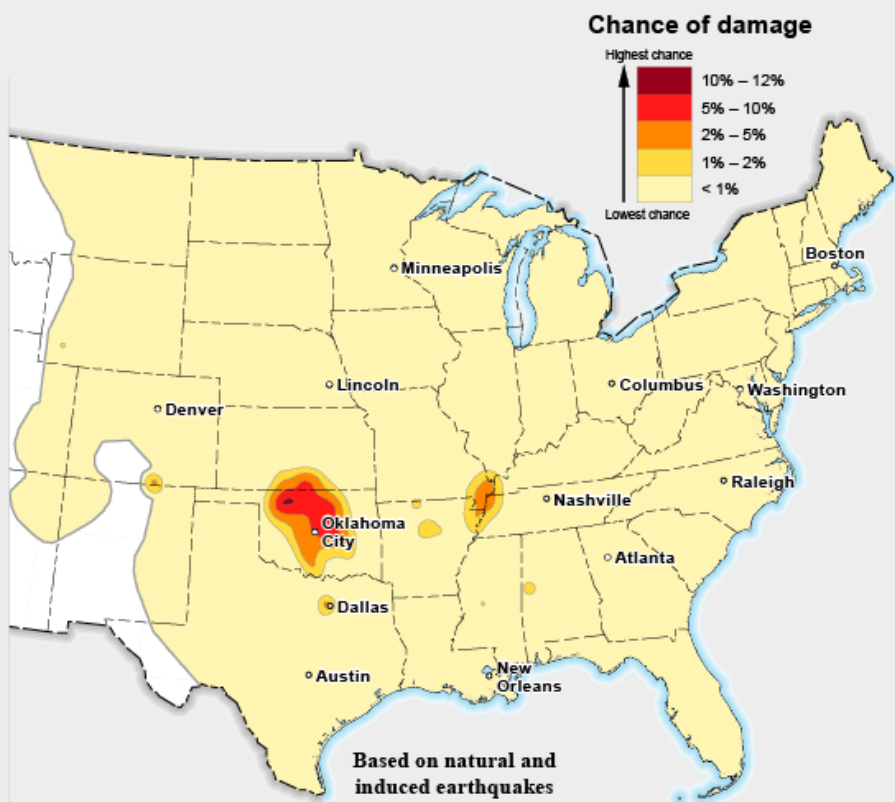 Chance of damage
Highest chance
10% – 12%
5% – 10%
2% – 5%
1% – 2%
< 1%
Lowest chance
Boston
Minneapolis
Lincoln
Columbus
Washington
Denver
Raleigh
Nashville
Oklahoma
City
Atlanta
Dallas
Austin
New
Orleans
Based on natural and
induced earthquakes